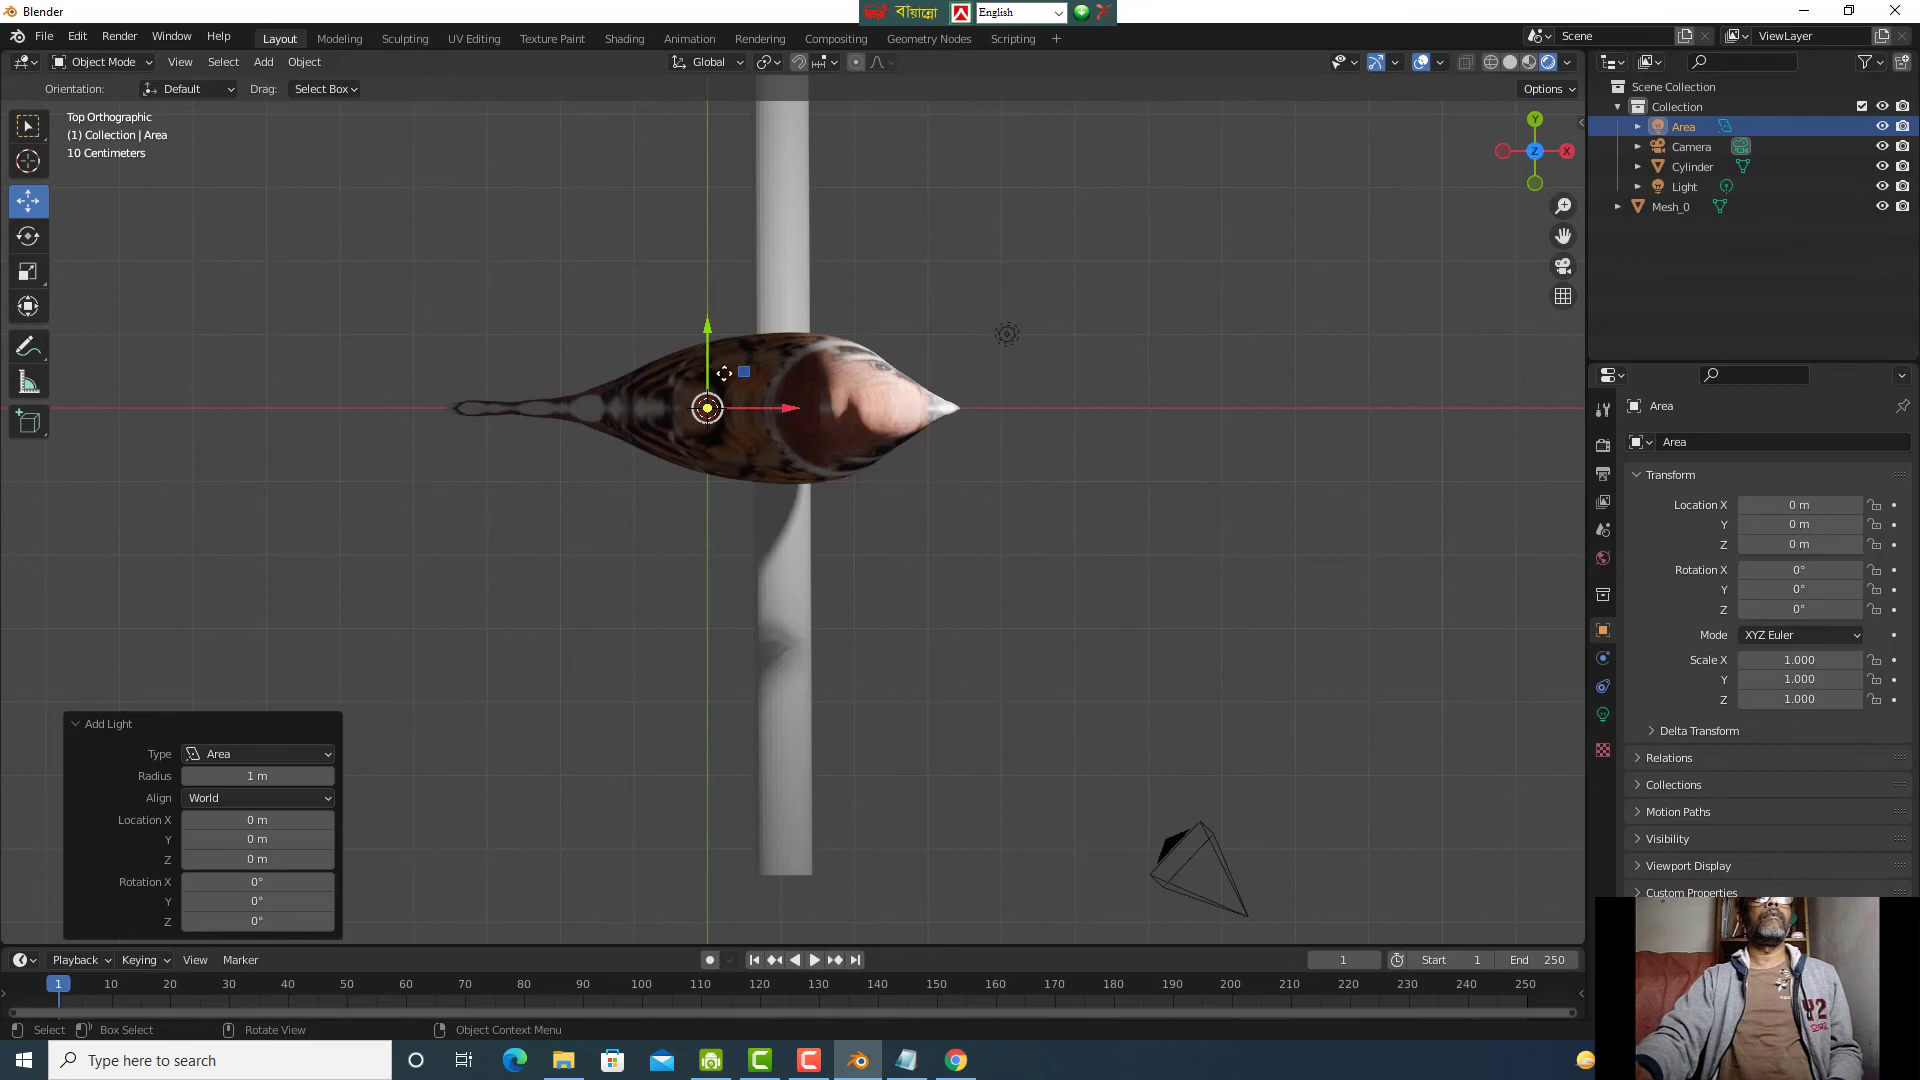 Blender
বাঁয়ান্নো
English
File Edit Render Window Help
Layout Modeling Sculpting UV Editing Texture Paint Shading Animation Rendering Compositing Geometry Nodes Scripting +
Scene
ViewLayer
Object Mode
View Select Add Object
Global
Orientation: Default Drag: Select Box
Options
Top Orthographic
(1) Collection | Area
10 Centimeters
Y
Z
X
Scene Collection
Collection
Area
Camera
Cylinder
Light
Mesh_0
Area
Area
Transform
Location X 0 m
Y 0 m
Z 0 m
Rotation X 0°
Y 0°
Z 0°
Mode XYZ Euler
Scale X 1.000
Y 1.000
Z 1.000
Delta Transform
Relations
Collections
Motion Paths
Visibility
Viewport Display
Custom Properties
Add Light
Type Area
Radius 1 m
Align World
Location X 0 m
Y 0 m
Z 0 m
Rotation X 0°
Y 0°
Z 0°
Playback Keying View Marker
1
Start 1
End 250
1 10 20 30 40 50 60 70 80 90 100 110 120 130 140 150 160 170 180 190 200 210 220 230 240 250
Select Box Select Rotate View Object Context Menu
Type here to search
Y2